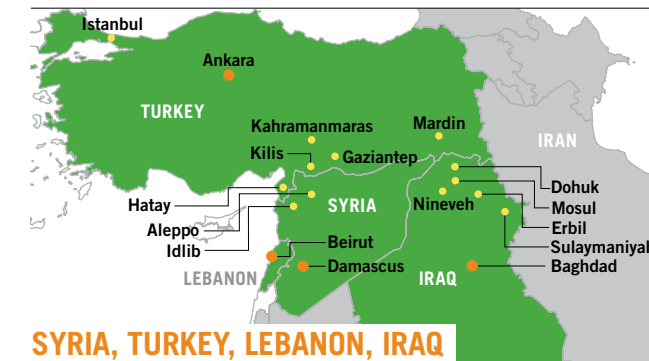 Istanbul
Ankara
TURKEY
Kahramanmaras
Mardin
Kilis
Gaziantep
IRAN
Hatay
SYRIA
Nineveh
Dohuk
Mosul
Aleppo
Erbil
Idlib
Beirut
Sulaymaniyal
LEBANON
Damascus
IRAQ
Baghdad
SYRIA, TURKEY, LEBANON, IRAQ